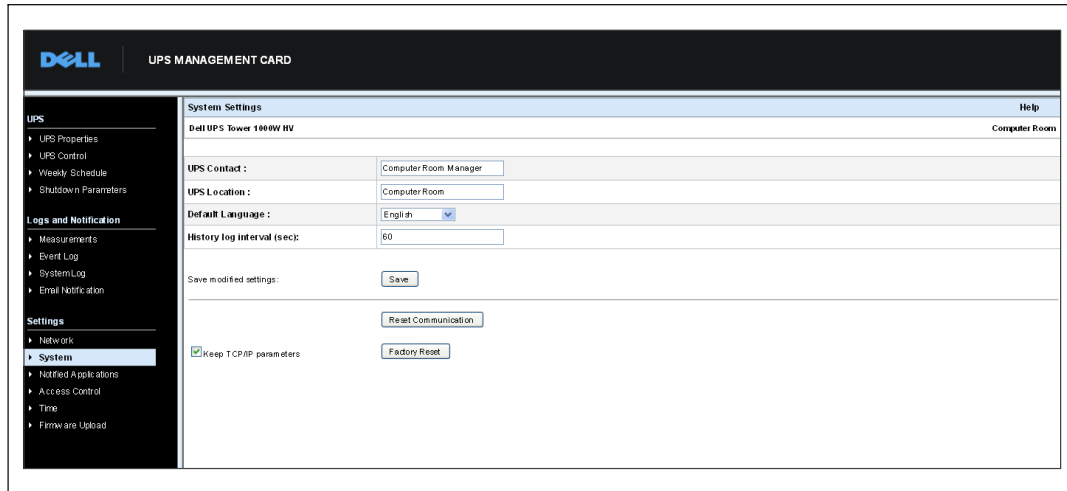 DELL
UPS MANAGEMENT CARD
UPS
UPS Properties
UPS Control
Weekly Schedule
Shutdown Parameters
Logs and Notification
Measurements
Event Log
System Log
Email Notification
Settings
Network
System
Notified Applications
Access Control
Time
Firmware Upload
System Settings Help
Dell UPS Tower 1000W HV Computer Room
UPS Contact : Computer Room Manager
UPS Location : Computer Room
Default Language : English
History log interval (sec): 60
Save modified settings: Save
Reset Communication
Keep TCP/IP parameters Factory Reset